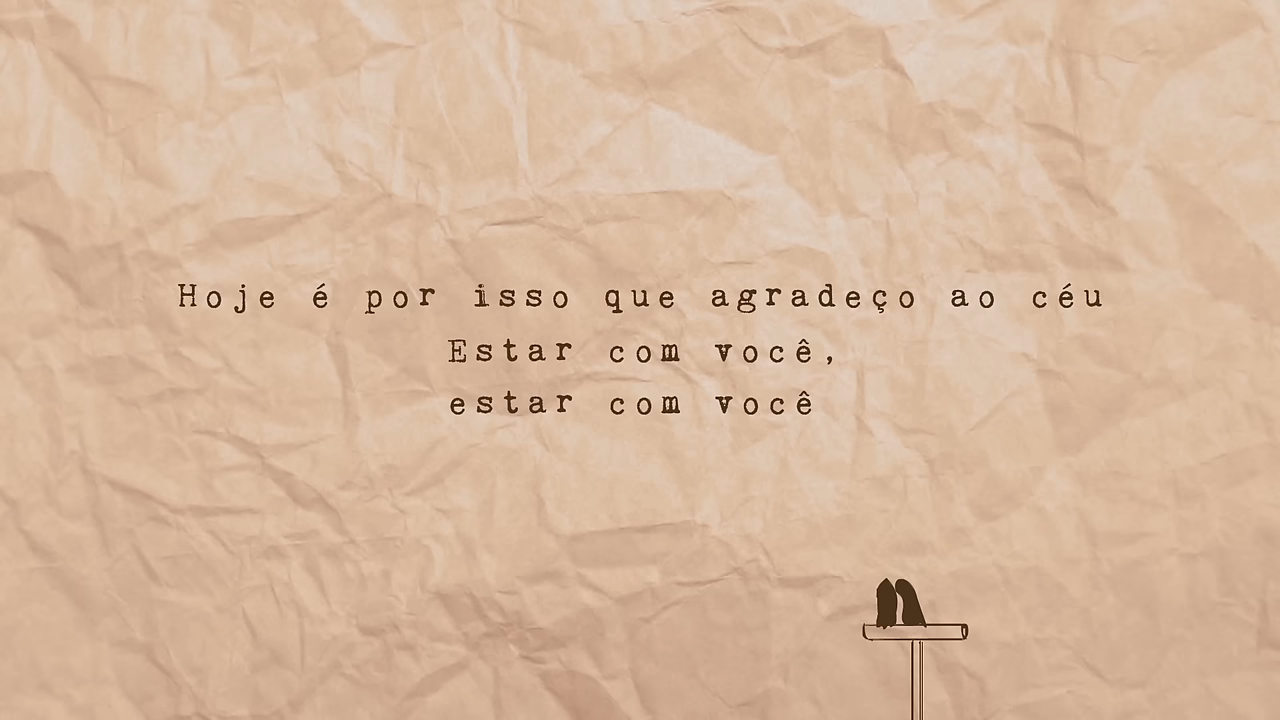 Hoje é por isso que agradeço ao céu
Estar com você,
estar com você